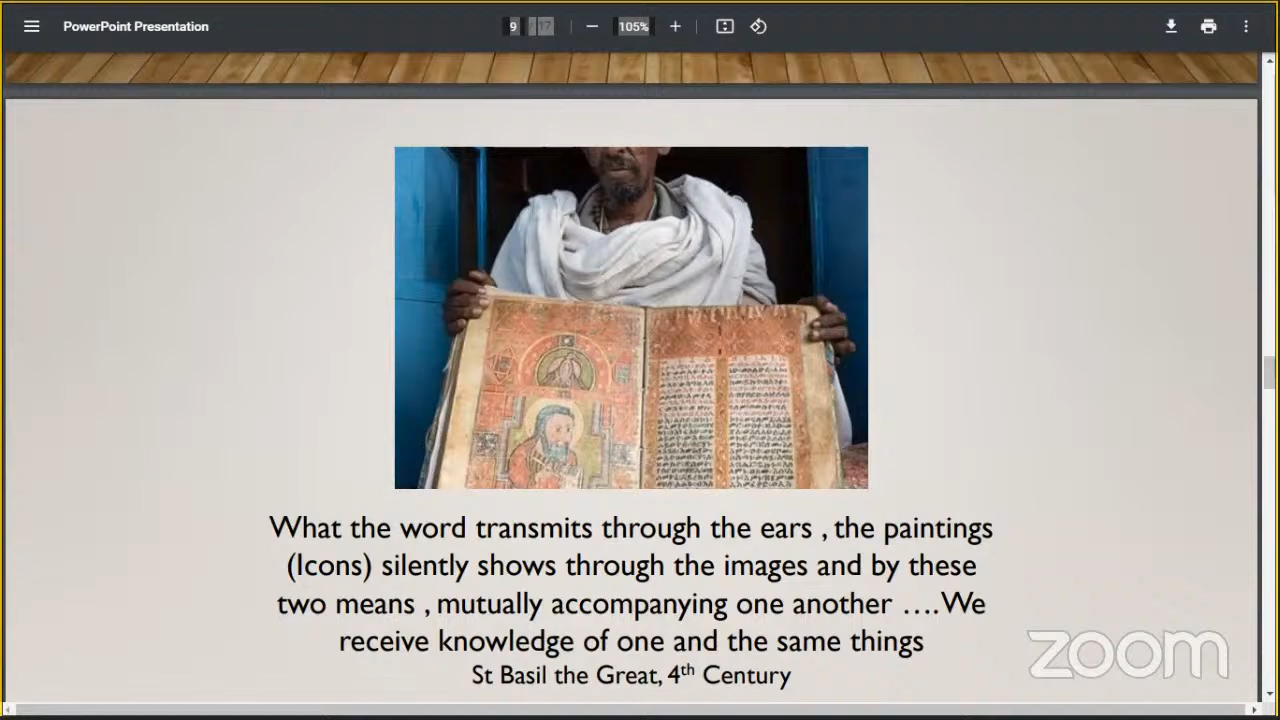 PowerPoint Presentation
9 / 17
105%
What the word transmits through the ears , the paintings
(Icons) silently shows through the images and by these
two means , mutually accompanying one another ….We
receive knowledge of one and the same things
St Basil the Great, 4th Century
zoom